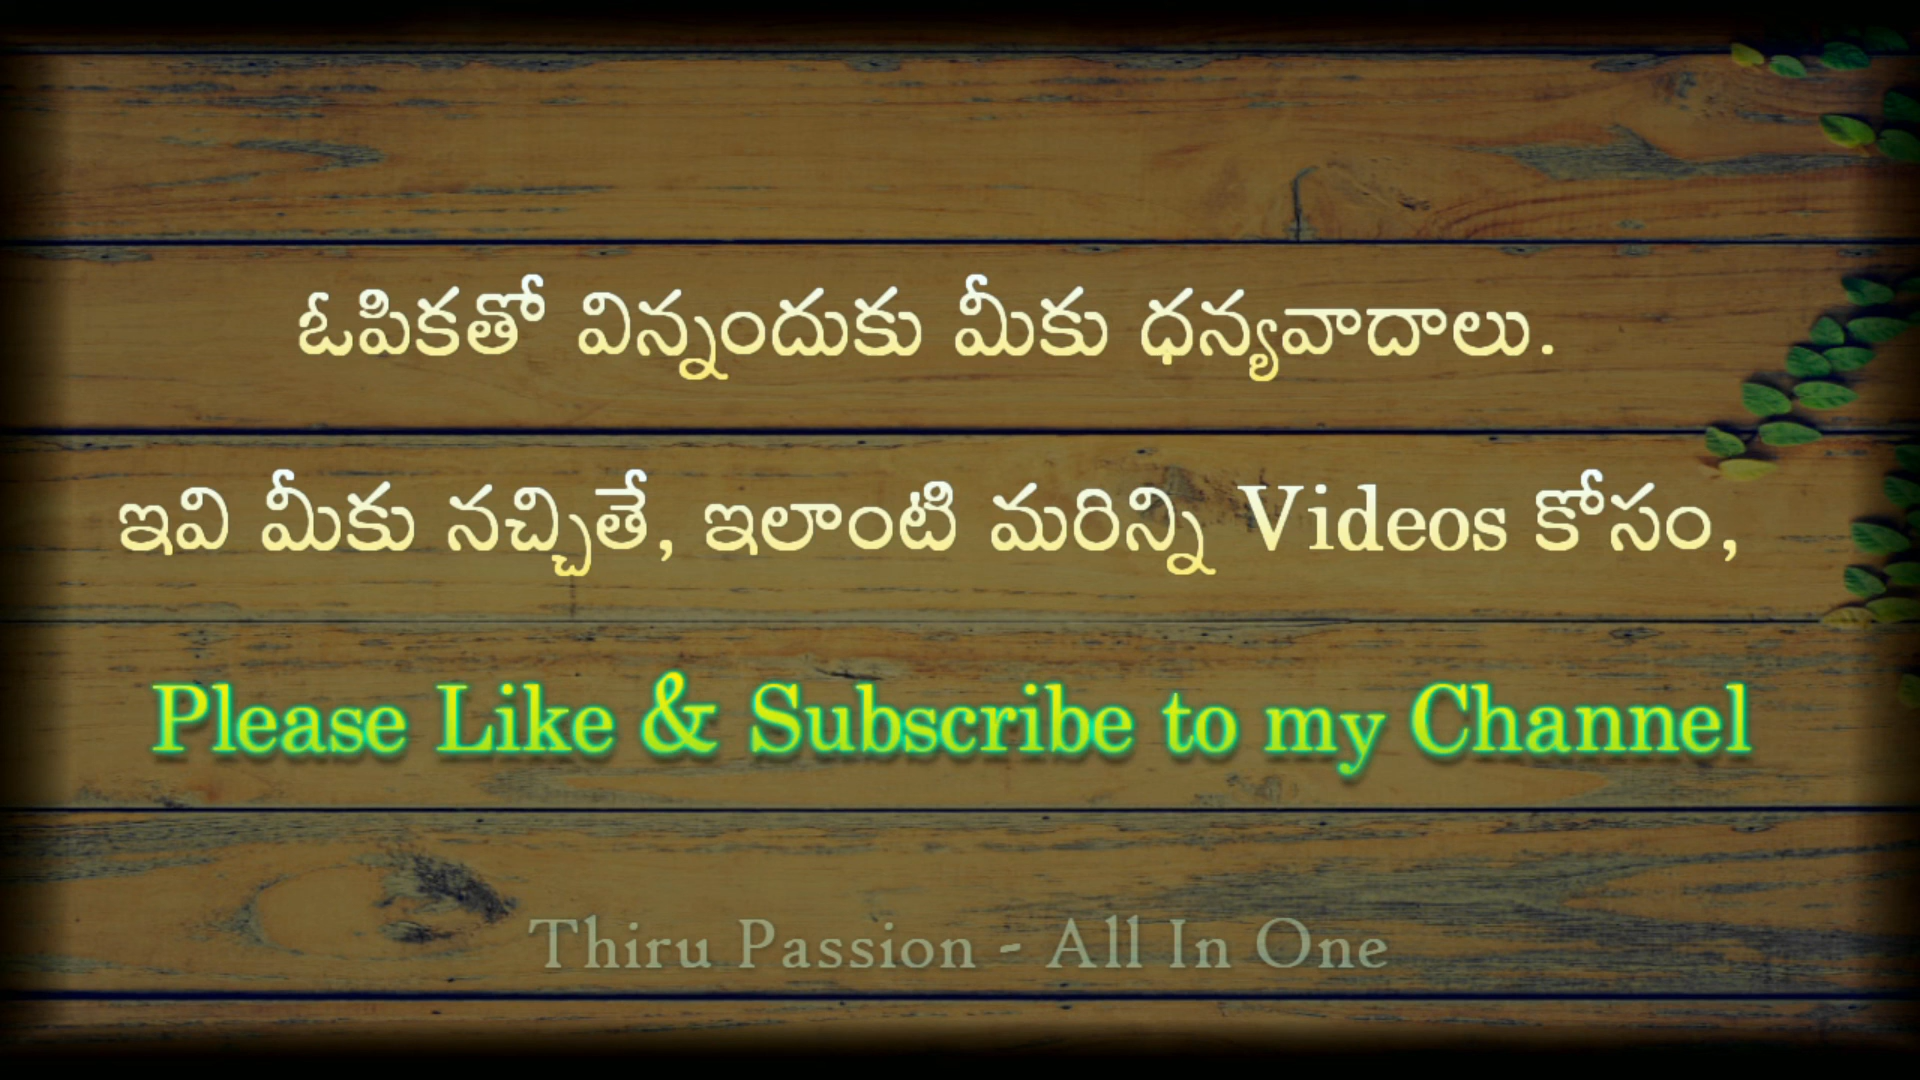 ఓపికతో విన్నందుకు మీకు ధన్యవాదాలు.
ఇవి మీకు నచ్చితే, ఇలాంటి మరిన్ని Videos కోసం,
Please Like & Subscribe to my Channel
Thiru Passion - All In One